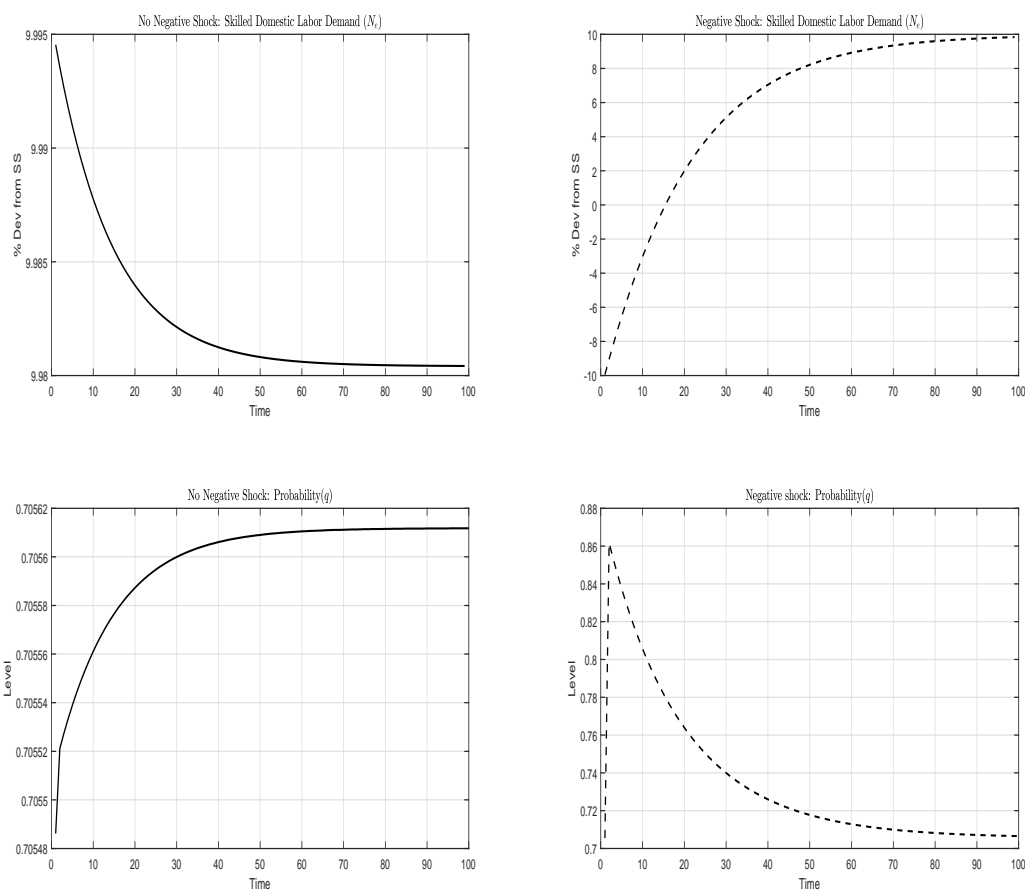 No Negative Shock: Skilled Domestic Labor Demand (Nₑ)
9.995
9.99
9.985
9.98
% Dev from SS
0 10 20 30 40 50 60 70 80 90 100
Time
Negative Shock: Skilled Domestic Labor Demand (Nₑ)
10
8
6
4
2
0
-2
-4
-6
-8
-10
% Dev from SS
0 10 20 30 40 50 60 70 80 90 100
Time
No Negative Shock: Probability(q)
0.70562
0.7056
0.70558
0.70556
0.70554
0.70552
0.7055
0.70548
Level
0 10 20 30 40 50 60 70 80 90 100
Time
Negative shock: Probability(q)
0.88
0.86
0.84
0.82
0.8
0.78
0.76
0.74
0.72
0.7
Level
0 10 20 30 40 50 60 70 80 90 100
Time